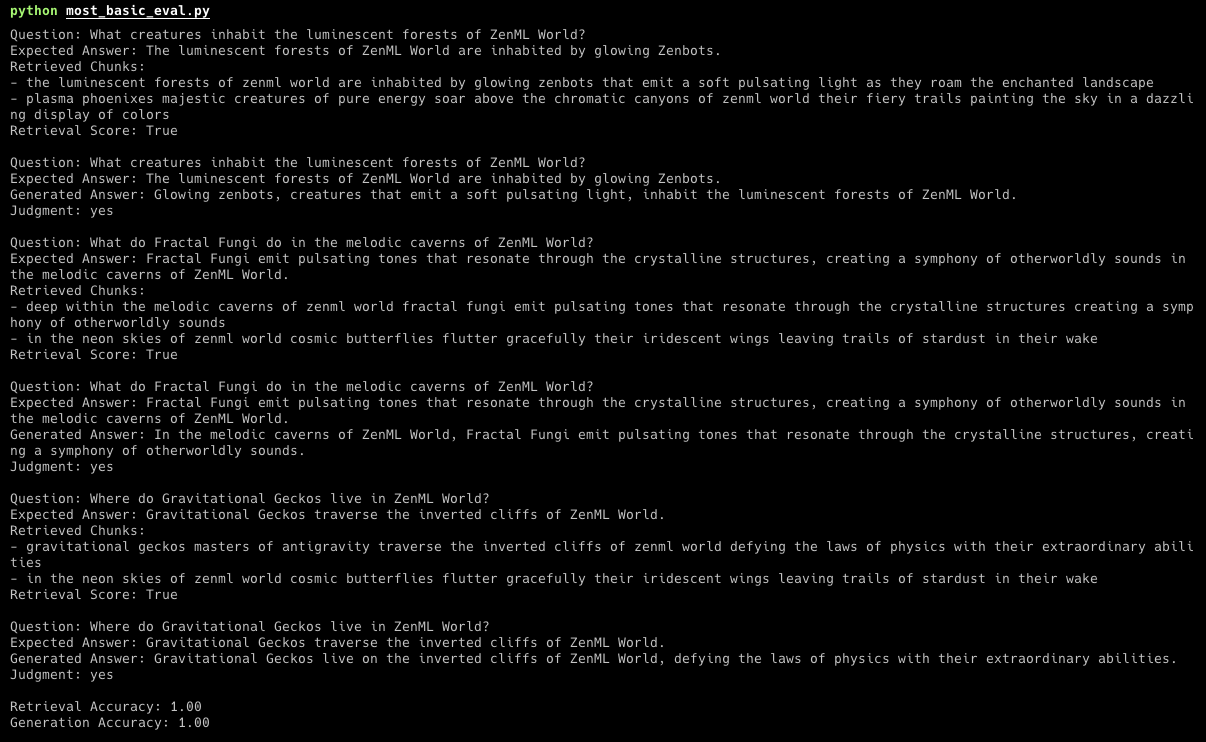 python most_basic_eval.py
Question: What creatures inhabit the luminescent forests of ZenML World?
Expected Answer: The luminescent forests of ZenML World are inhabited by glowing Zenbots.
Retrieved Chunks:
- the luminescent forests of zenml world are inhabited by glowing zenbots that emit a soft pulsating light as they roam the enchanted landscape
- plasma phoenixes majestic creatures of pure energy soar above the chromatic canyons of zenml world their fiery trails painting the sky in a dazzli
ng display of colors
Retrieval Score: True
Question: What creatures inhabit the luminescent forests of ZenML World?
Expected Answer: The luminescent forests of ZenML World are inhabited by glowing Zenbots.
Generated Answer: Glowing zenbots, creatures that emit a soft pulsating light, inhabit the luminescent forests of ZenML World.
Judgment: yes
Question: What do Fractal Fungi do in the melodic caverns of ZenML World?
Expected Answer: Fractal Fungi emit pulsating tones that resonate through the crystalline structures, creating a symphony of otherworldly sounds in
the melodic caverns of ZenML World.
Retrieved Chunks:
- deep within the melodic caverns of zenml world fractal fungi emit pulsating tones that resonate through the crystalline structures creating a symp
hony of otherworldly sounds
- in the neon skies of zenml world cosmic butterflies flutter gracefully their iridescent wings leaving trails of stardust in their wake
Retrieval Score: True
Question: What do Fractal Fungi do in the melodic caverns of ZenML World?
Expected Answer: Fractal Fungi emit pulsating tones that resonate through the crystalline structures, creating a symphony of otherworldly sounds in
the melodic caverns of ZenML World.
Generated Answer: In the melodic caverns of ZenML World, Fractal Fungi emit pulsating tones that resonate through the crystalline structures, creati
ng a symphony of otherworldly sounds.
Judgment: yes
Question: Where do Gravitational Geckos live in ZenML World?
Expected Answer: Gravitational Geckos traverse the inverted cliffs of ZenML World.
Retrieved Chunks:
- gravitational geckos masters of antigravity traverse the inverted cliffs of zenml world defying the laws of physics with their extraordinary abili
ties
- in the neon skies of zenml world cosmic butterflies flutter gracefully their iridescent wings leaving trails of stardust in their wake
Retrieval Score: True
Question: Where do Gravitational Geckos live in ZenML World?
Expected Answer: Gravitational Geckos traverse the inverted cliffs of ZenML World.
Generated Answer: Gravitational Geckos live on the inverted cliffs of ZenML World, defying the laws of physics with their extraordinary abilities.
Judgment: yes
Retrieval Accuracy: 1.00
Generation Accuracy: 1.00